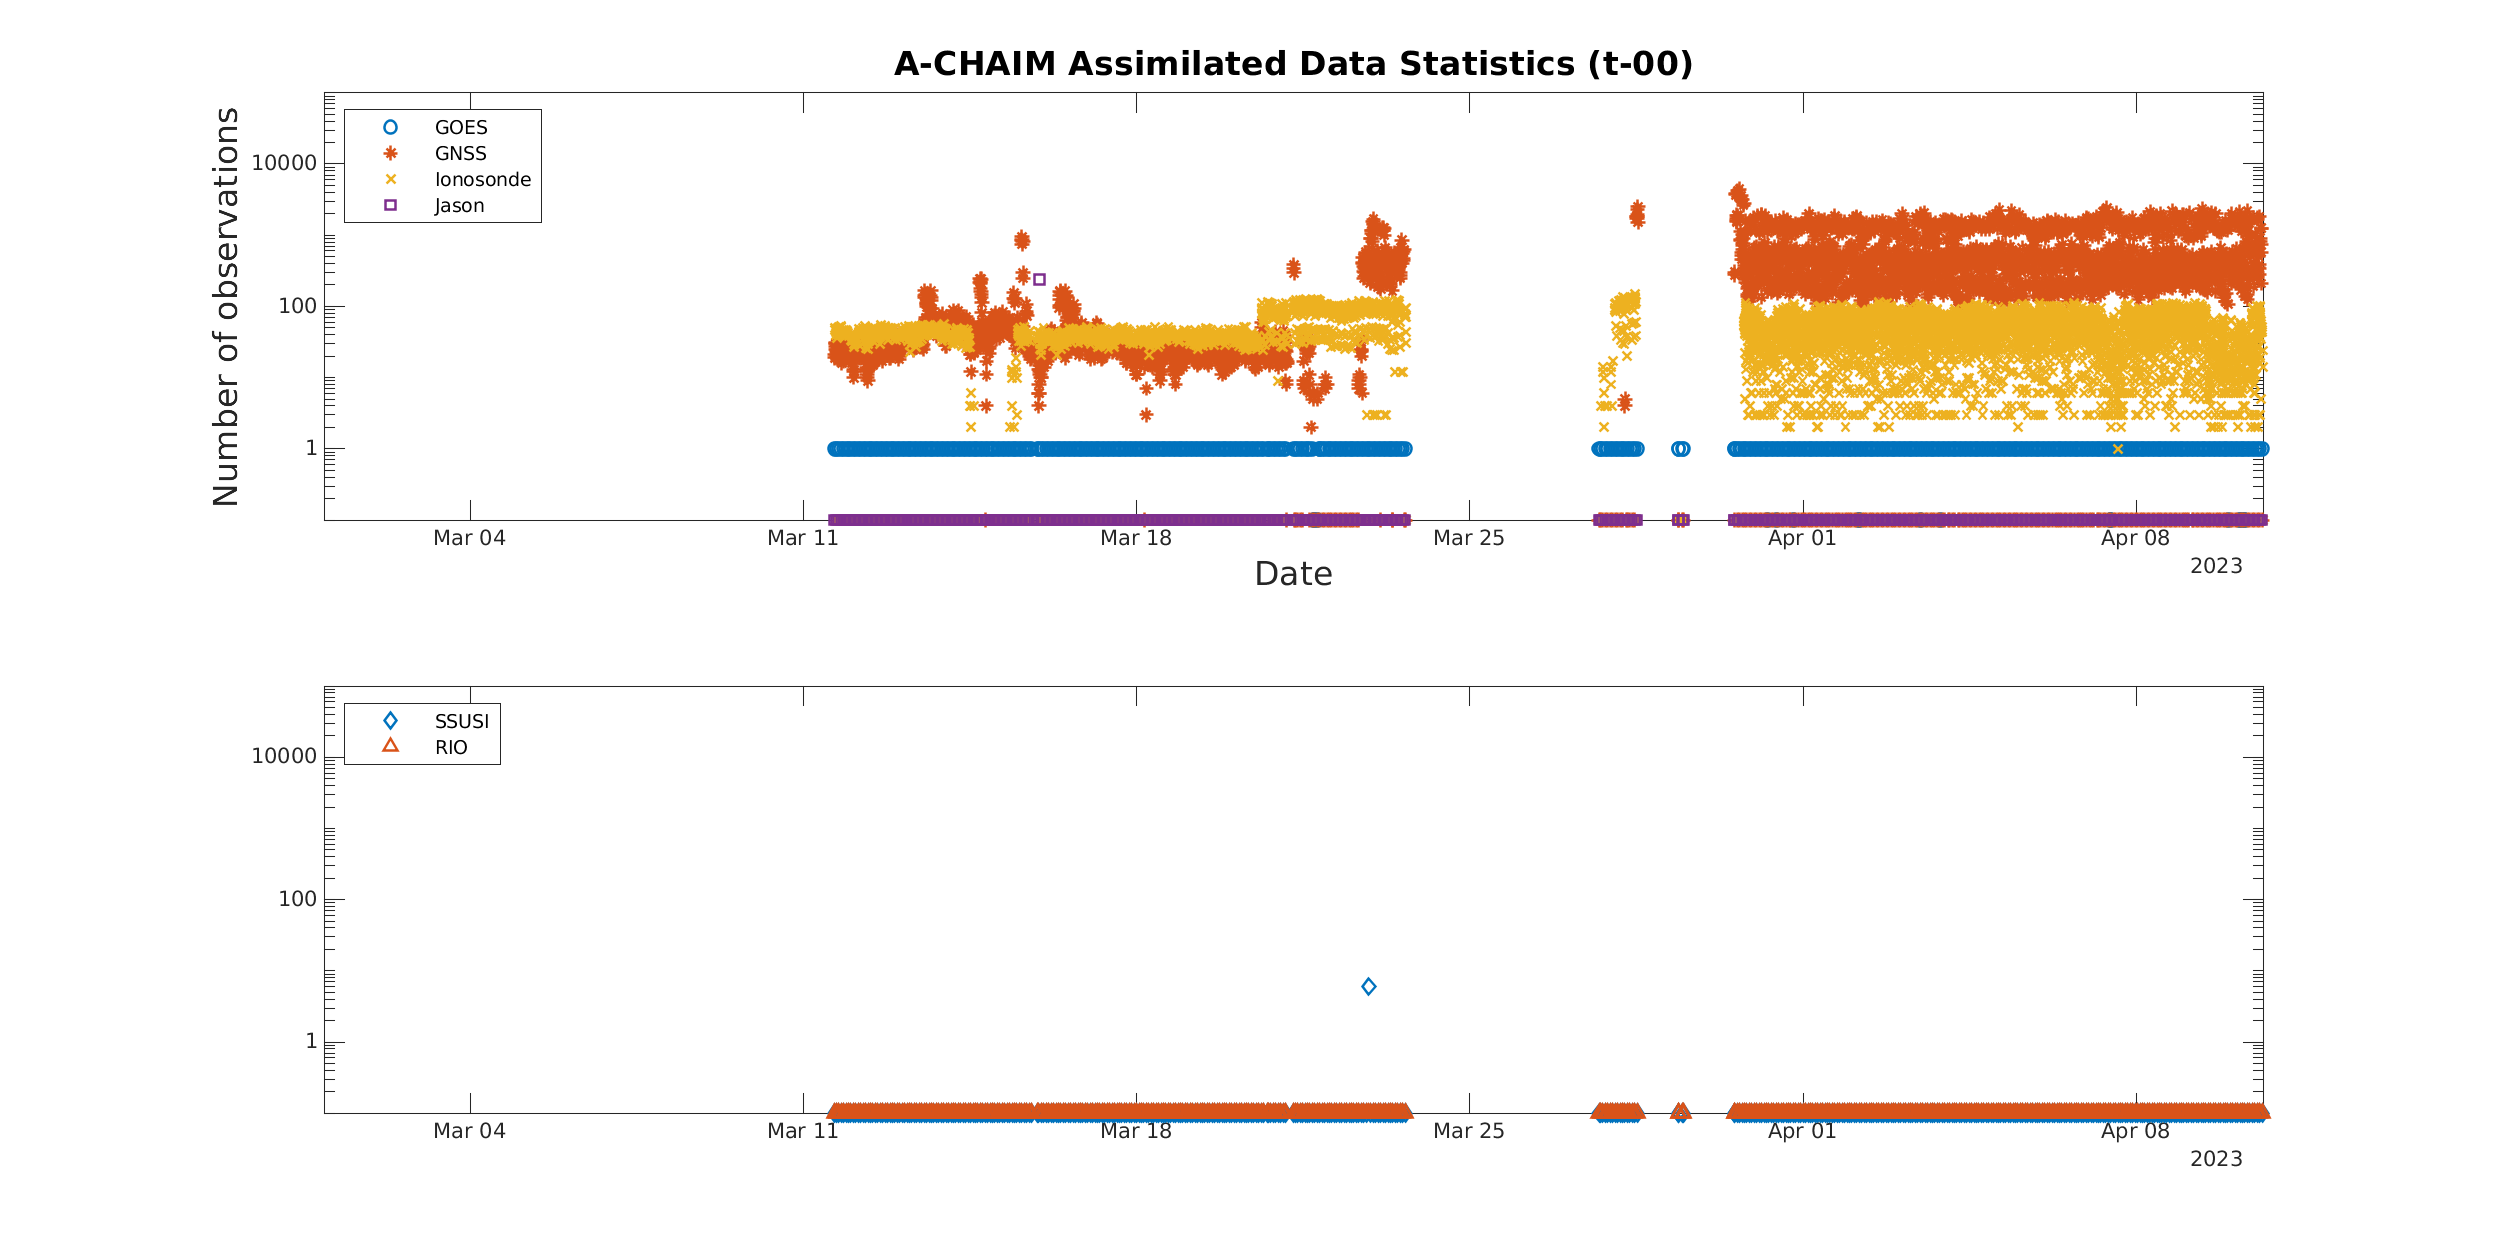 A-CHAIM Assimilated Data Statistics (t-00)
Number of observations
GOES
GNSS
Ionosonde
Jason
10000
100
1
Mar 04 Mar 11 Mar 18 Mar 25 Apr 01 Apr 08
2023
Date
SSUSI
RIO
10000
100
1
Mar 04 Mar 11 Mar 18 Mar 25 Apr 01 Apr 08
2023